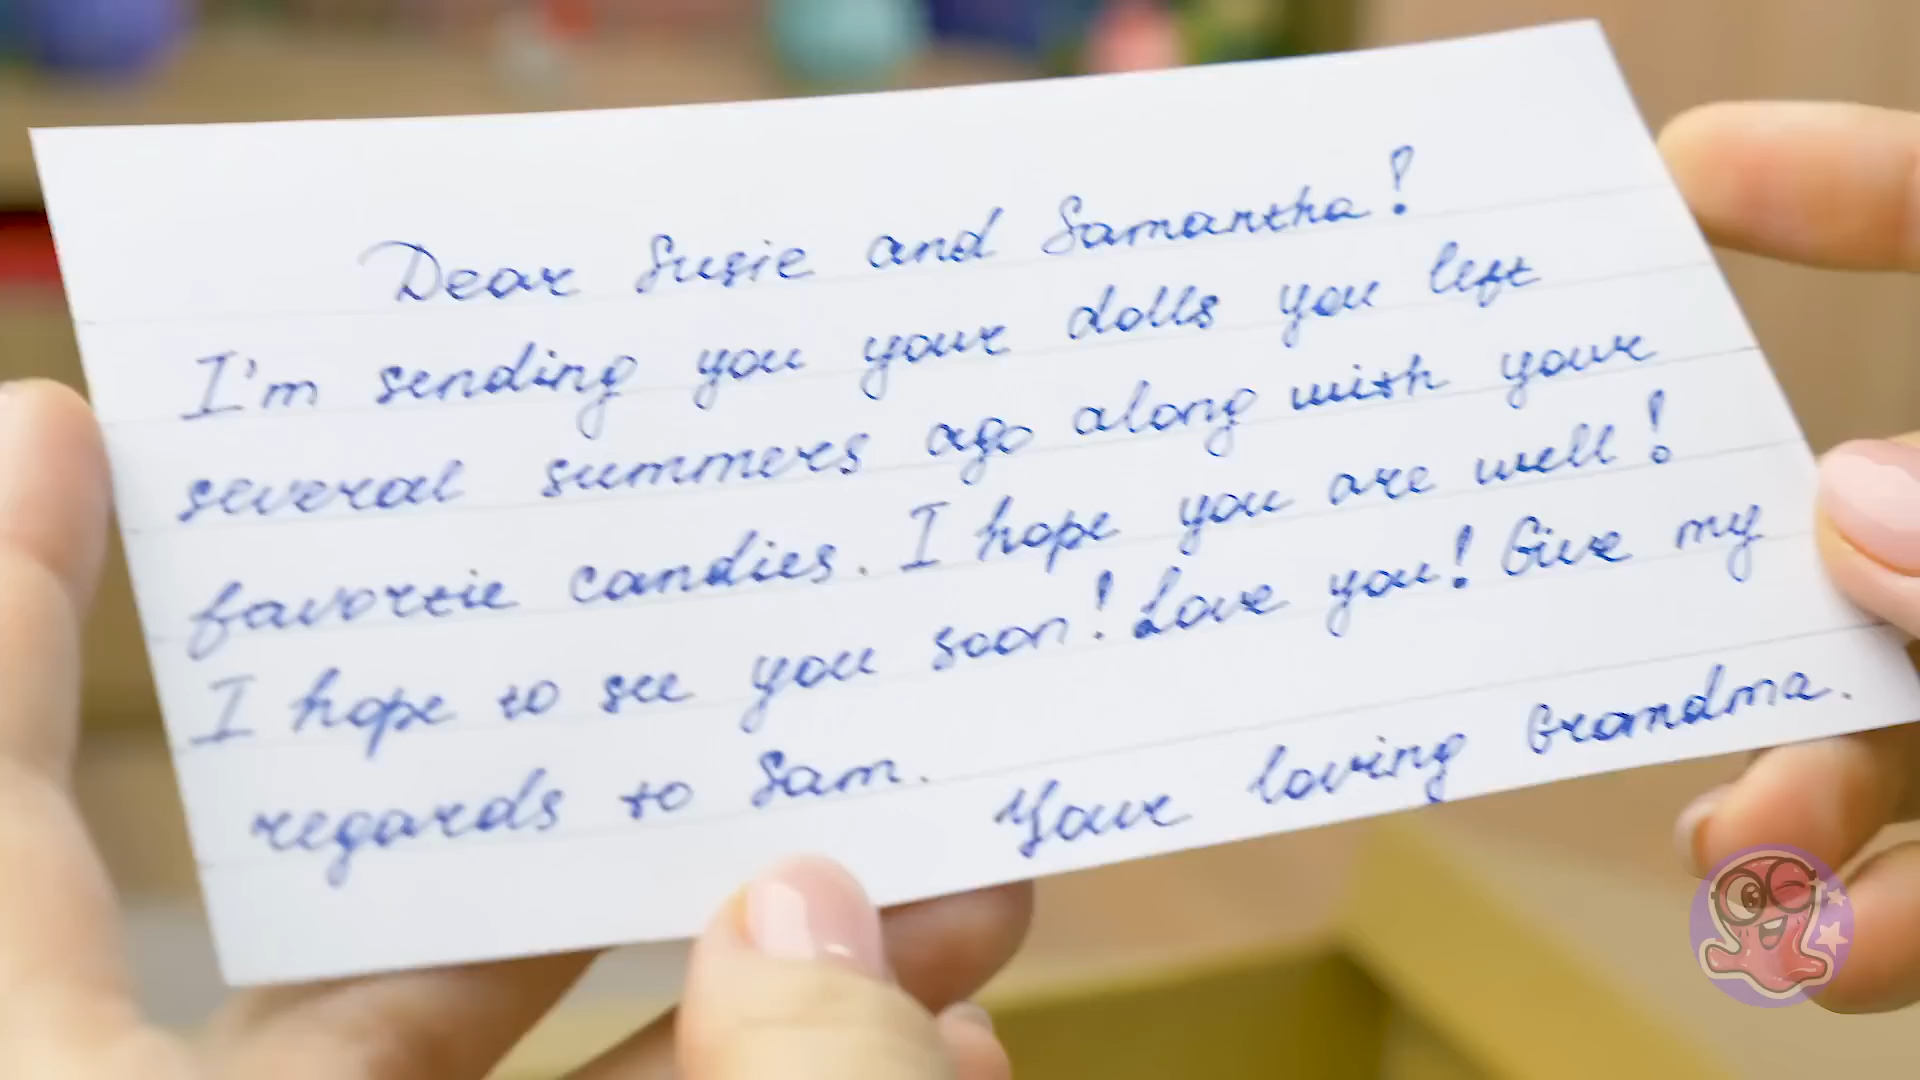 Dear Susie and Samantha!
I'm sending you your dolls you left
several summers ago along with your
favortie candies. I hope you are well!
I hope to see you soon! Love you! Give my
regards to Sam.
Your loving Grandma.